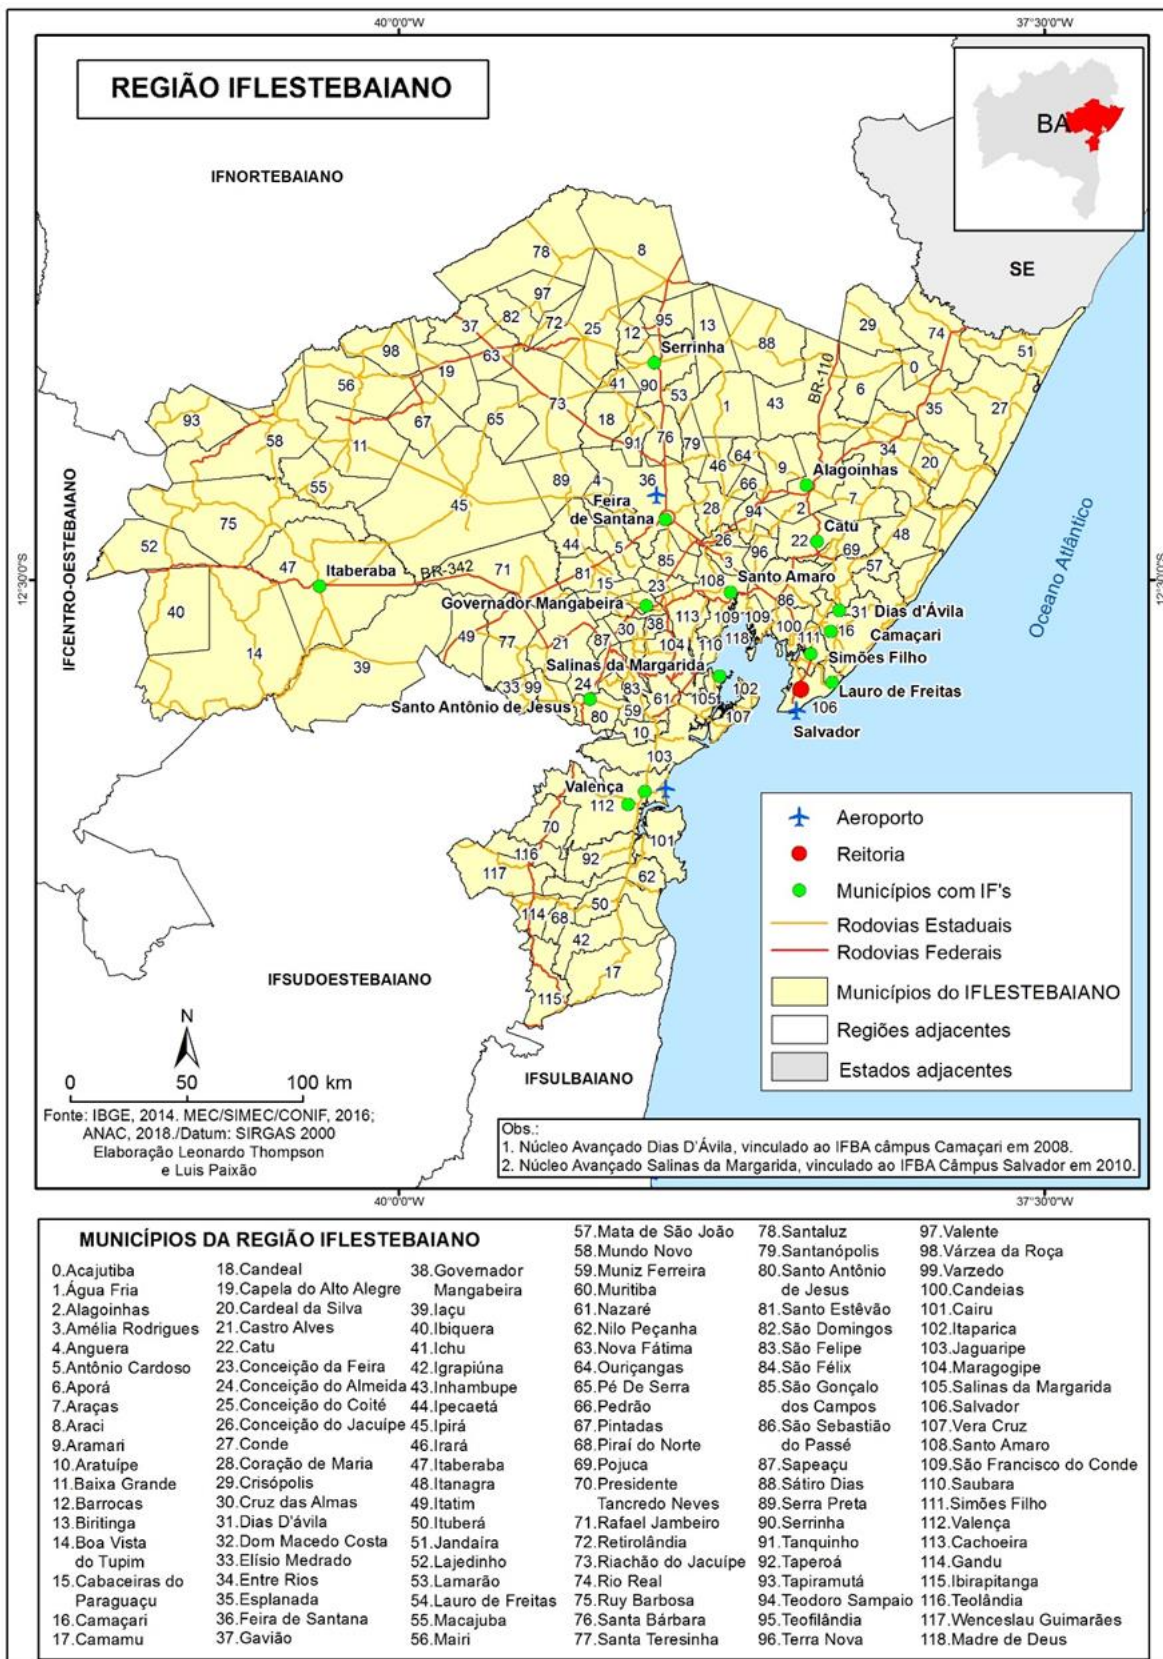 40°0'0"W
37°30'0"W
REGIÃO IFLESTEBAIANO
BA
IFNORTEBAIANO
SE
78
8
97
82
72
37
25
12
95
13
29
74
98
63
88
51
Serrinha
0
56
19
41
90
BR-110
6
27
93
67
65
73
18
53
1
43
35
58
11
91
76
79
34
46
64
9
20
55
89
4
36
66
Alagoinhas
45
Feira
de Santana
28
94
2
7
75
44
5
26
22
Catu
48
52
96
69
47
Itaberaba
BR-342
71
81
85
3
57
15
23
108
Santo Amaro
86
40
Governador Mangabeira
113
109
109
31
Dias d'Ávila
49
77
21
87
30
38
104
110
118
100
16
Camaçari
14
39
Salinas da Margarida
111
Simões Filho
33
99
24
83
61
105
102
Lauro de Freitas
Santo Antônio de Jesus
80
59
107
106
Salvador
10
103
Valença
112
70
101
116
92
117
62
50
114
68
42
17
115
IFCENTRO-OESTEBAIANO
12°30'0"S
12°30'0"S
Oceano Atlântico
IFSUDOESTEBAIANO
IFSULBAIANO
Aeroporto
Reitoria
Municípios com IF's
Rodovias Estaduais
Rodovias Federais
Municípios do IFLESTEBAIANO
Regiões adjacentes
Estados adjacentes
N
0 50 100 km
Fonte: IBGE, 2014. MEC/SIMEC/CONIF, 2016;
ANAC, 2018./Datum: SIRGAS 2000
Elaboração Leonardo Thompson
e Luis Paixão
Obs.:
1. Núcleo Avançado Dias D'Ávila, vinculado ao IFBA câmpus Camaçari em 2008.
2. Núcleo Avançado Salinas da Margarida, vinculado ao IFBA Câmpus Salvador em 2010.
40°0'0"W
37°30'0"W
MUNICÍPIOS DA REGIÃO IFLESTEBAIANO
0.Acajutiba
1.Água Fria
2.Alagoinhas
3.Amélia Rodrigues
4.Anguera
5.Antônio Cardoso
6.Aporá
7.Araças
8.Araci
9.Aramari
10.Aratuípe
11.Baixa Grande
12.Barrocas
13.Biritinga
14.Boa Vista
do Tupim
15.Cabaceiras do
Paraguaçu
16.Camaçari
17.Camamu
18.Candeal
19.Capela do Alto Alegre
20.Cardeal da Silva
21.Castro Alves
22.Catu
23.Conceição da Feira
24.Conceição do Almeida
25.Conceição do Coité
26.Conceição do Jacuípe
27.Conde
28.Coração de Maria
29.Crisópolis
30.Cruz das Almas
31.Dias D'ávila
32.Dom Macedo Costa
33.Elísio Medrado
34.Entre Rios
35.Esplanada
36.Feira de Santana
37.Gavião
38.Governador
Mangabeira
39.Iaçu
40.Ibiquera
41.Ichu
42.Igrapiúna
43.Inhambupe
44.Ipecaetá
45.Ipirá
46.Irará
47.Itaberaba
48.Itanagra
49.Itatim
50.Ituberá
51.Jandaíra
52.Lajedinho
53.Lamarão
54.Lauro de Freitas
55.Macajuba
56.Mairi
57.Mata de São João
58.Mundo Novo
59.Muniz Ferreira
60.Muritiba
61.Nazaré
62.Nilo Peçanha
63.Nova Fátima
64.Ouriçangas
65.Pé De Serra
66.Pedrão
67.Pintadas
68.Piraí do Norte
69.Pojuca
70.Presidente
Tancredo Neves
71.Rafael Jambeiro
72.Retirolândia
73.Riachão do Jacuípe
74.Rio Real
75.Ruy Barbosa
76.Santa Bárbara
77.Santa Teresinha
78.Santaluz
79.Santanópolis
80.Santo Antônio
de Jesus
81.Santo Estêvão
82.São Domingos
83.São Felipe
84.São Félix
85.São Gonçalo
dos Campos
86.São Sebastião
do Passé
87.Sapeaçu
88.Sátiro Dias
89.Serra Preta
90.Serrinha
91.Tanquinho
92.Taperoá
93.Tapiramutá
94.Teodoro Sampaio
95.Teofilândia
96.Terra Nova
97.Valente
98.Várzea da Roça
99.Varzedo
100.Candeias
101.Cairu
102.Itaparica
103.Jaguaripe
104.Maragogipe
105.Salinas da Margarida
106.Salvador
107.Vera Cruz
108.Santo Amaro
109.São Francisco do Conde
110.Saubara
111.Simões Filho
112.Valença
113.Cachoeira
114.Gandu
115.Ibirapitanga
116.Teolândia
117.Wenceslau Guimarães
118.Madre de Deus